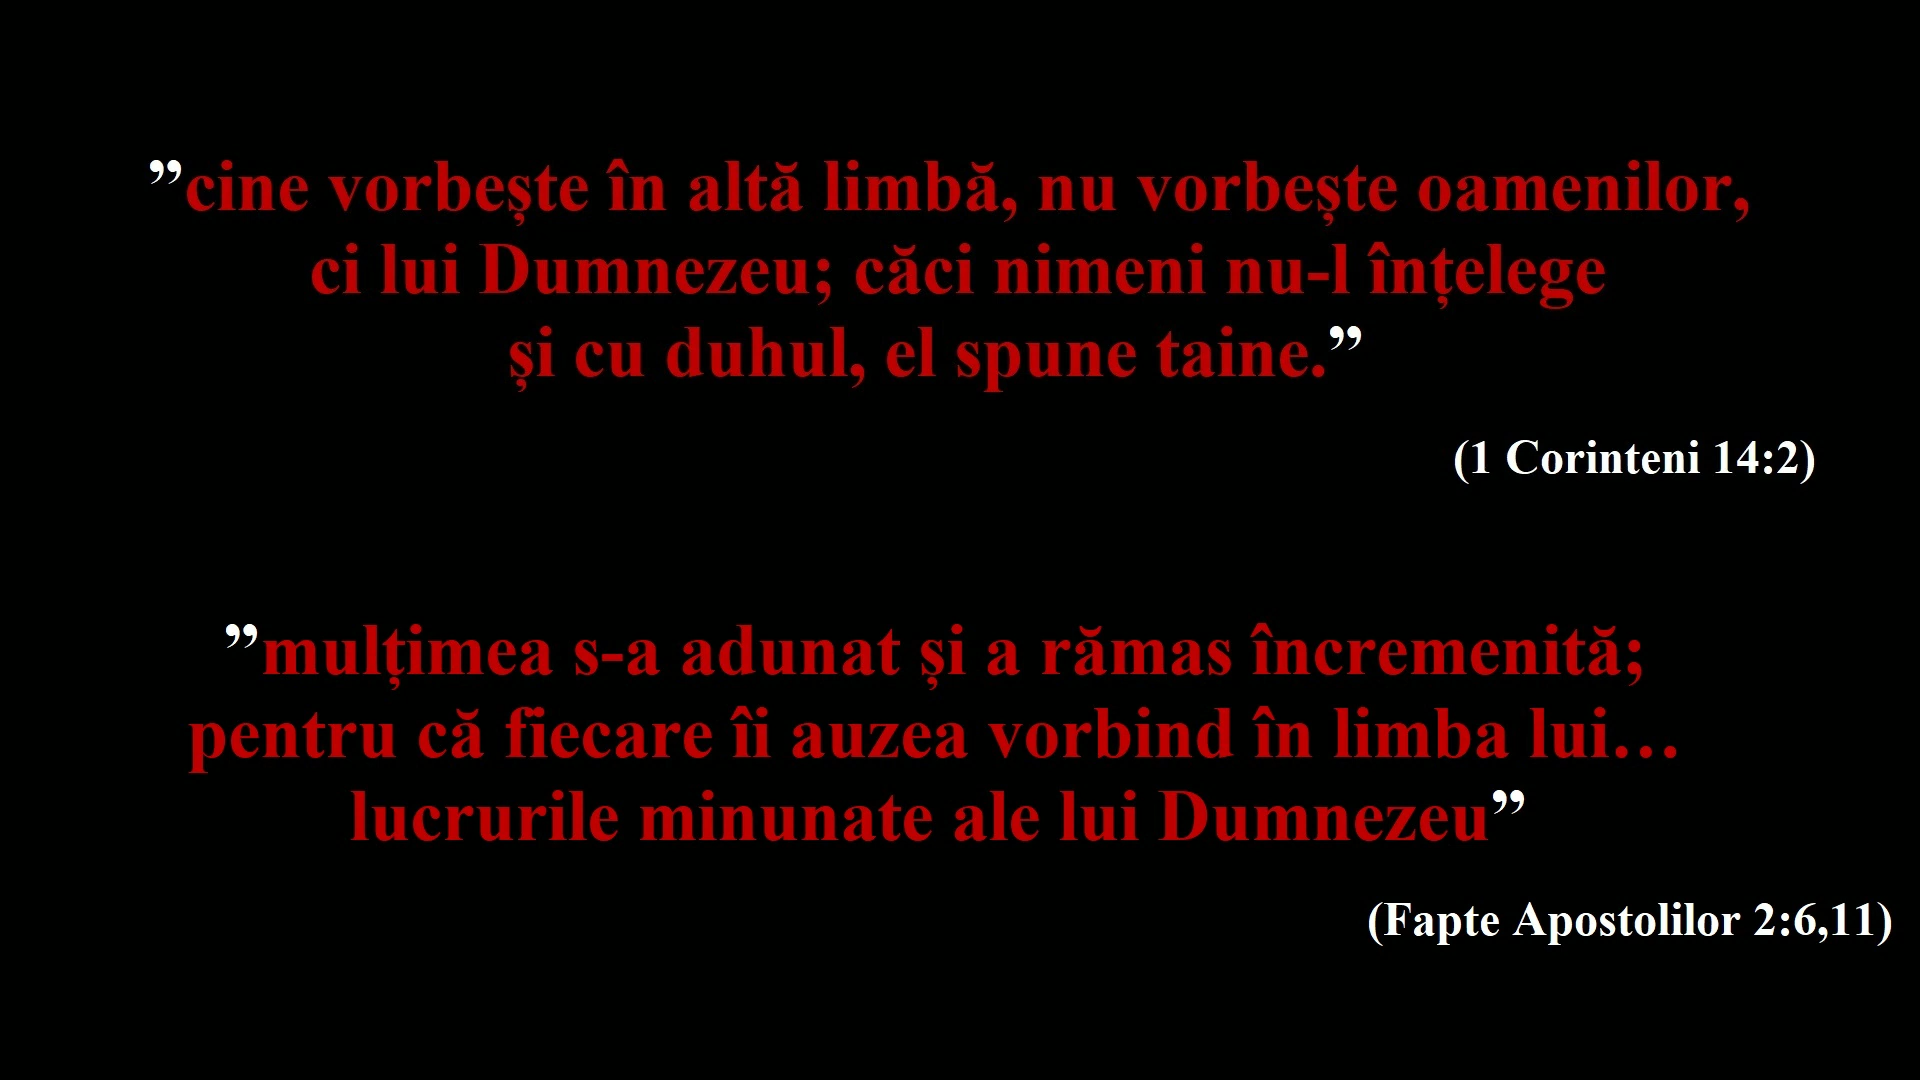 ”cine vorbește în altă limbă, nu vorbește oamenilor,
ci lui Dumnezeu; căci nimeni nu-l înțelege
și cu duhul, el spune taine.”
(1 Corinteni 14:2)
”mulțimea s-a adunat și a rămas încremenită;
pentru că fiecare îi auzea vorbind în limba lui…
lucrurile minunate ale lui Dumnezeu”
(Fapte Apostolilor 2:6,11)